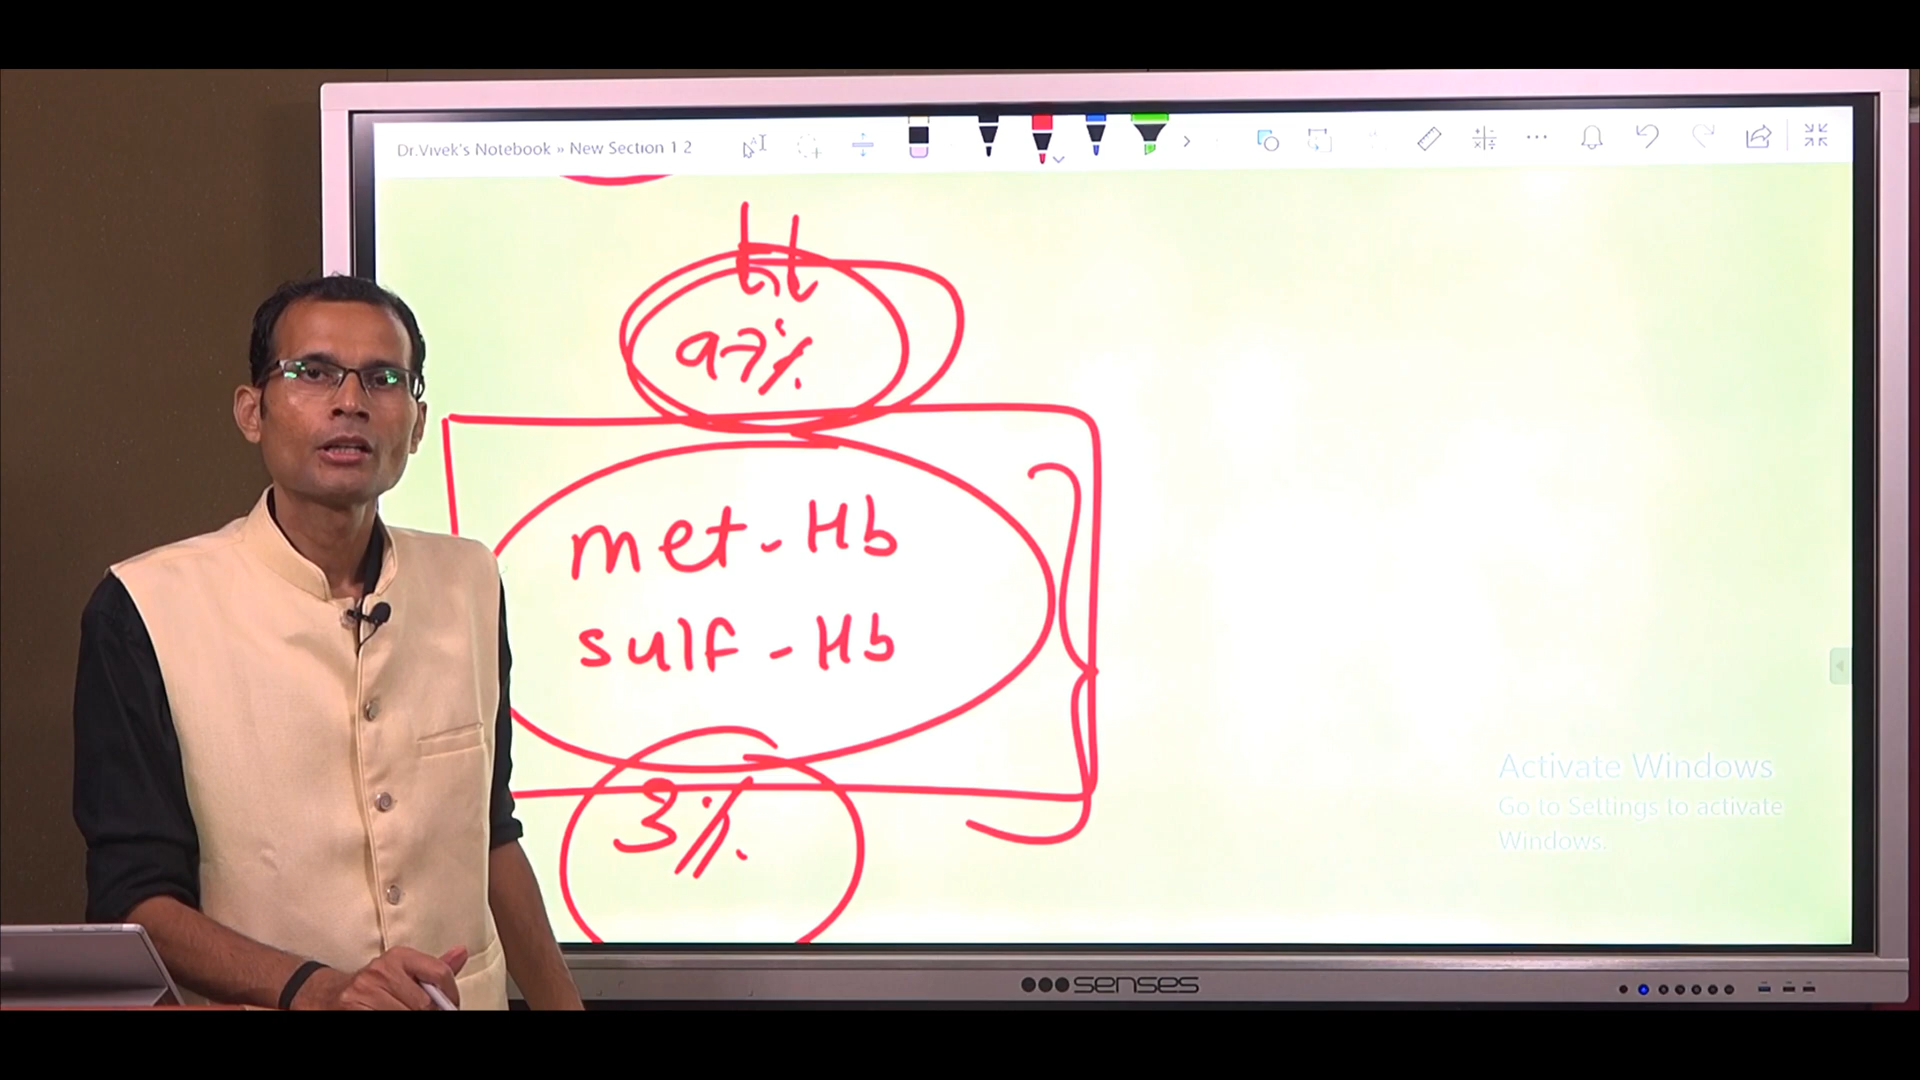 Dr.Vivek's Notebook » New Section 1 2
97%
met-Hb
sulf-Hb
3%
Activate Windows
Go to Settings to activate
Windows.
senses